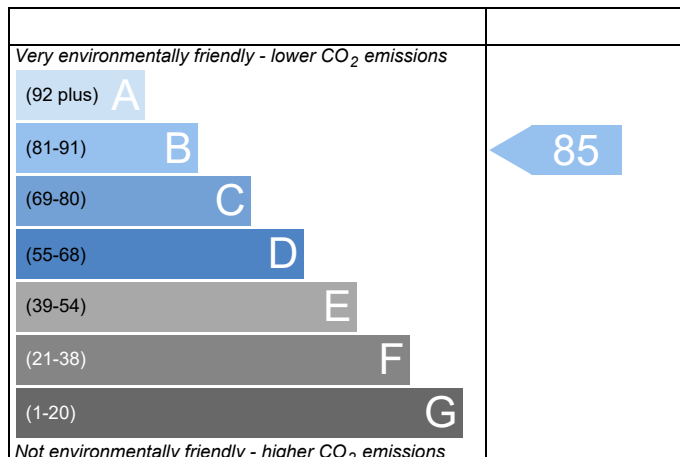 Very environmentally friendly - lower CO2 emissions
(92 plus) A
(81-91) B
85
(69-80) C
(55-68) D
(39-54) E
(21-38) F
(1-20) G
Not environmentally friendly - higher CO2 emissions